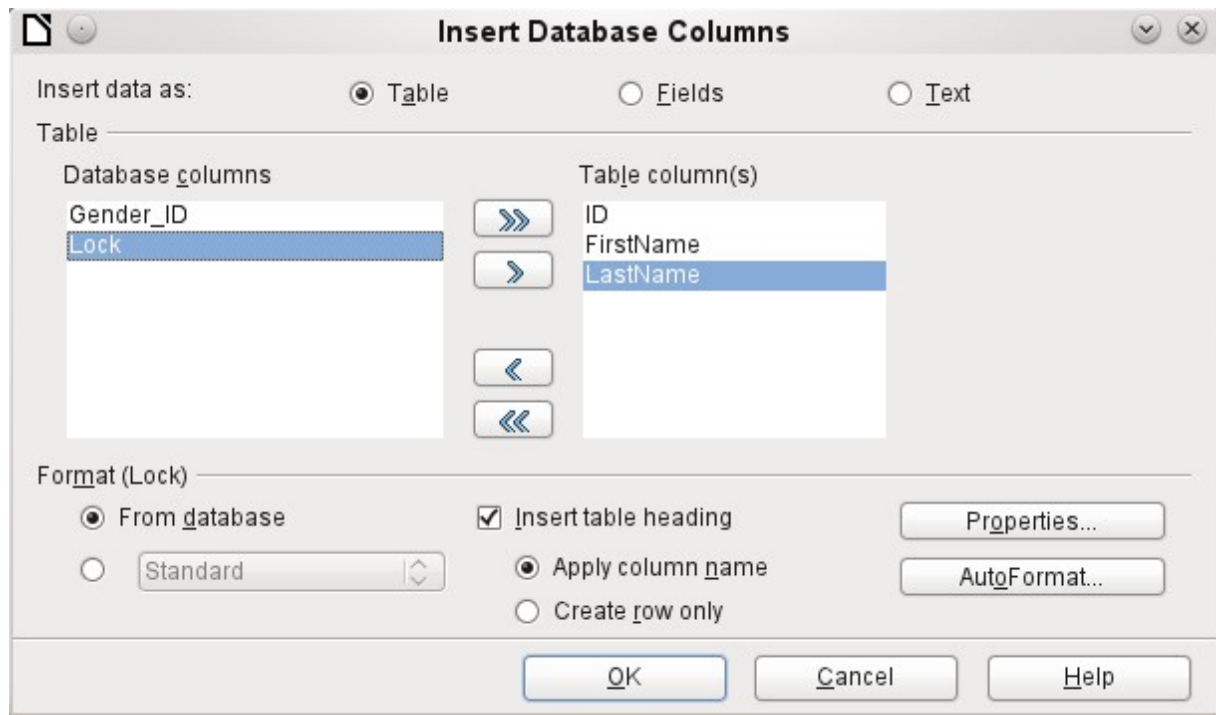 Insert Database Columns
Insert data as: Table Fields Text
Table
Database columns Table column(s)
Gender_ID ID
Lock FirstName
LastName
Format (Lock)
From database Insert table heading Properties...
Standard Apply column name AutoFormat...
Create row only
OK Cancel Help